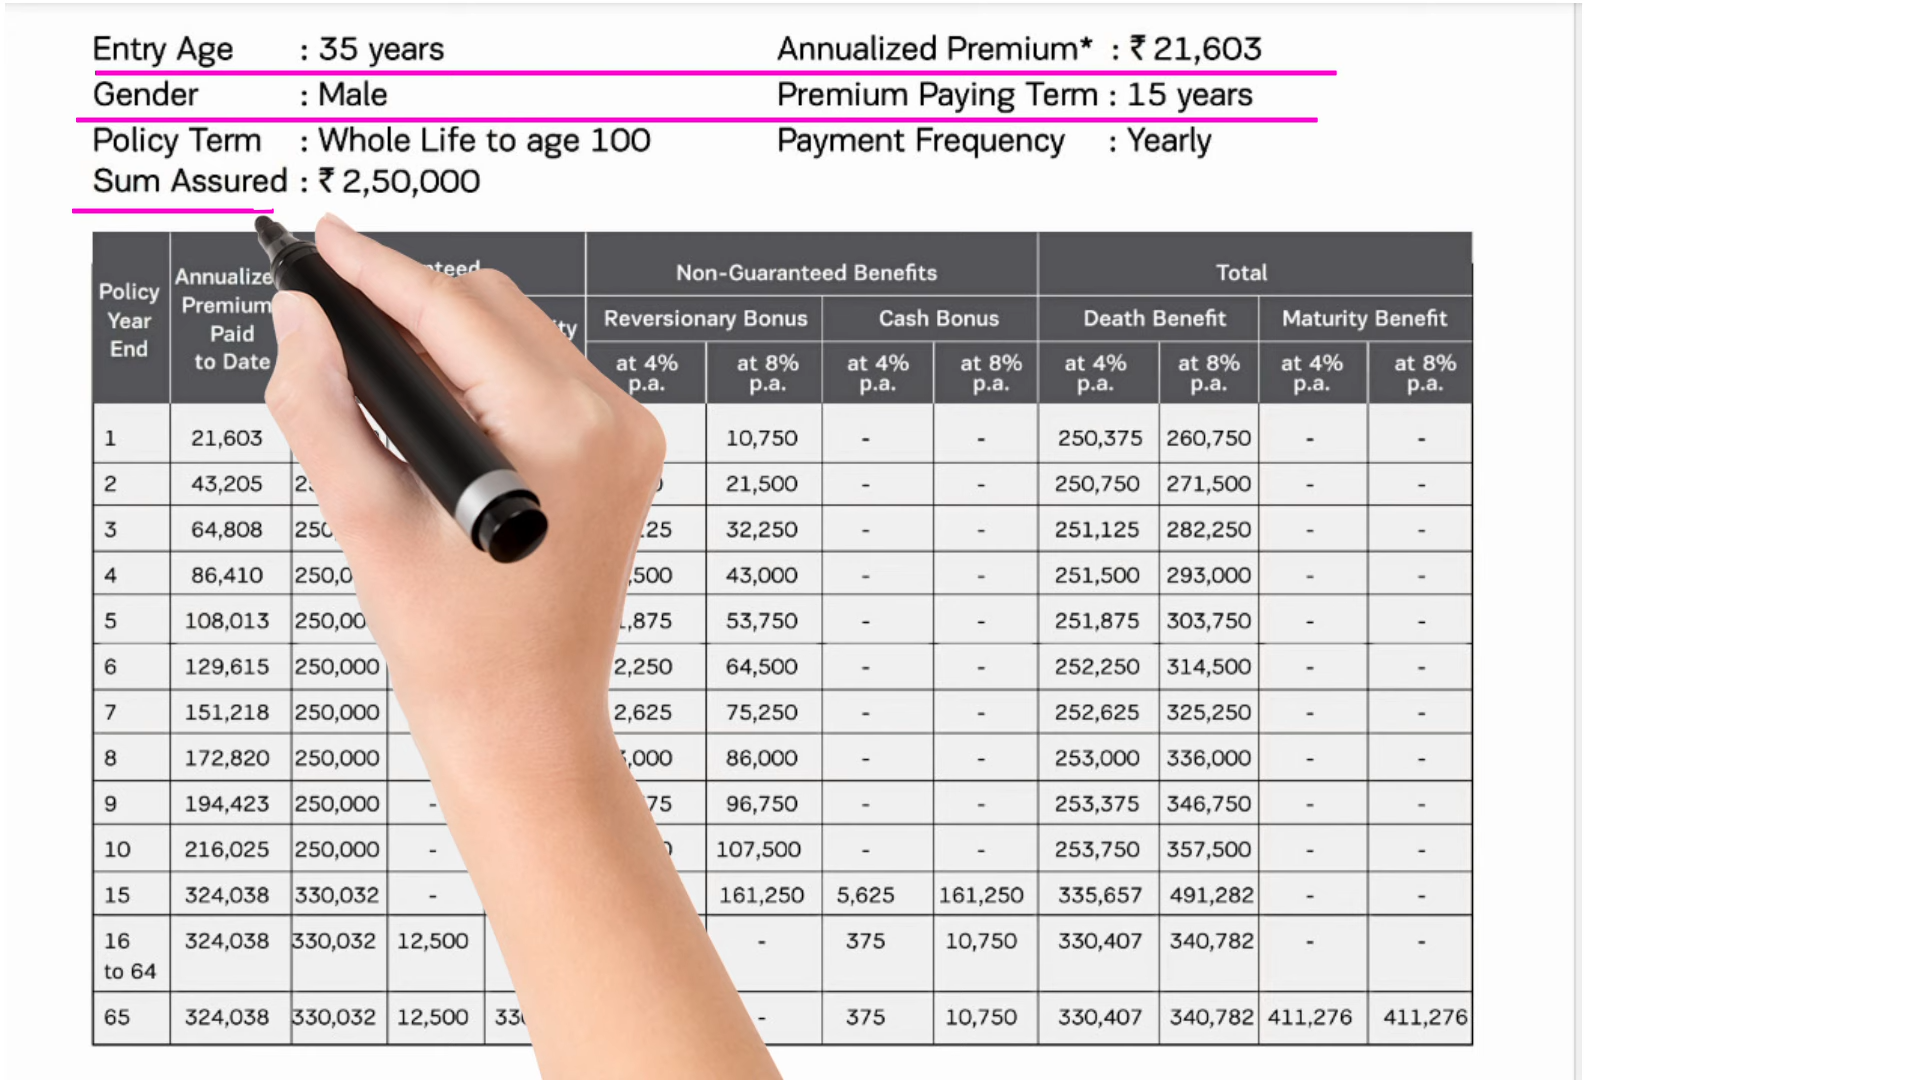 Entry Age : 35 years Annualized Premium* : ₹ 21,603
Gender : Male Premium Paying Term : 15 years
Policy Term : Whole Life to age 100 Payment Frequency : Yearly
Sum Assured : ₹ 2,50,000
Policy Year End
Premium Paid to Date
Non-Guaranteed Benefits Total
Reversionary Bonus Cash Bonus Death Benefit Maturity Benefit
at 4% p.a. at 8% p.a. at 4% p.a. at 8% p.a. at 4% p.a. at 8% p.a. at 4% p.a. at 8% p.a.
1 21,603 10,750 - - 250,375 260,750 - -
2 43,205 21,500 - - 250,750 271,500 - -
3 64,808 32,250 - - 251,125 282,250 - -
4 86,410 43,000 - - 251,500 293,000 - -
5 108,013 53,750 - - 251,875 303,750 - -
6 129,615 250,000 2,250 64,500 - - 252,250 314,500 - -
7 151,218 250,000 2,625 75,250 - - 252,625 325,250 - -
8 172,820 250,000 86,000 - - 253,000 336,000 - -
9 194,423 250,000 - 96,750 - - 253,375 346,750 - -
10 216,025 250,000 - 107,500 - - 253,750 357,500 - -
15 324,038 330,032 - 161,250 5,625 161,250 335,657 491,282 - -
16 to 64 324,038 330,032 12,500 - 375 10,750 330,407 340,782 - -
65 324,038 330,032 12,500 - 375 10,750 330,407 340,782 411,276 411,276